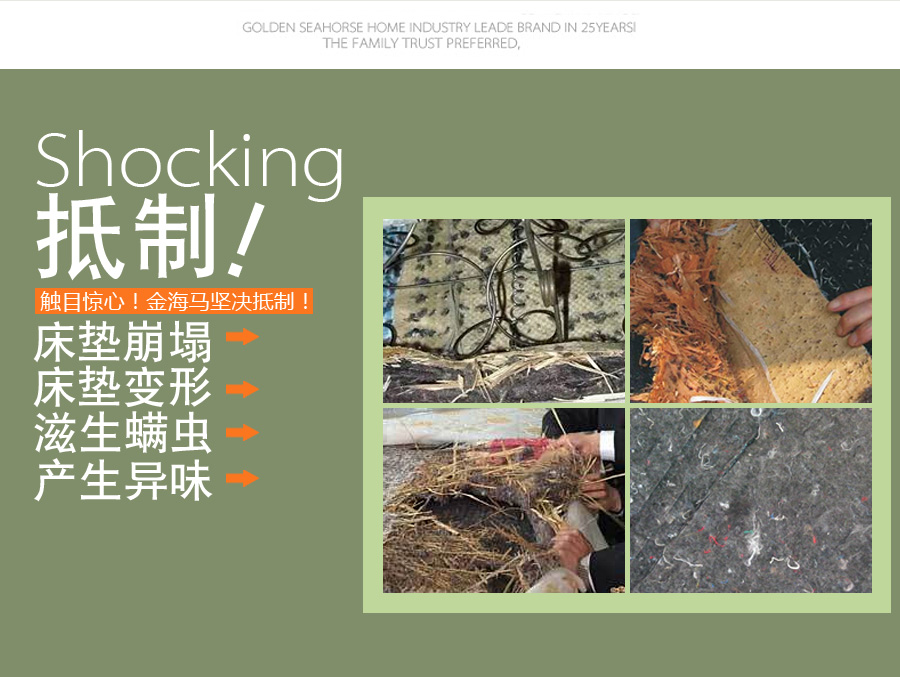 GOLDEN SEAHORSE HOME INDUSTRY LEADE BRAND IN 25YEARS!
THE FAMILY TRUST PREFERRED,
Shocking
抵制!
触目惊心！金海马坚决抵制！
床垫崩塌
床垫变形
滋生螨虫
产生异味